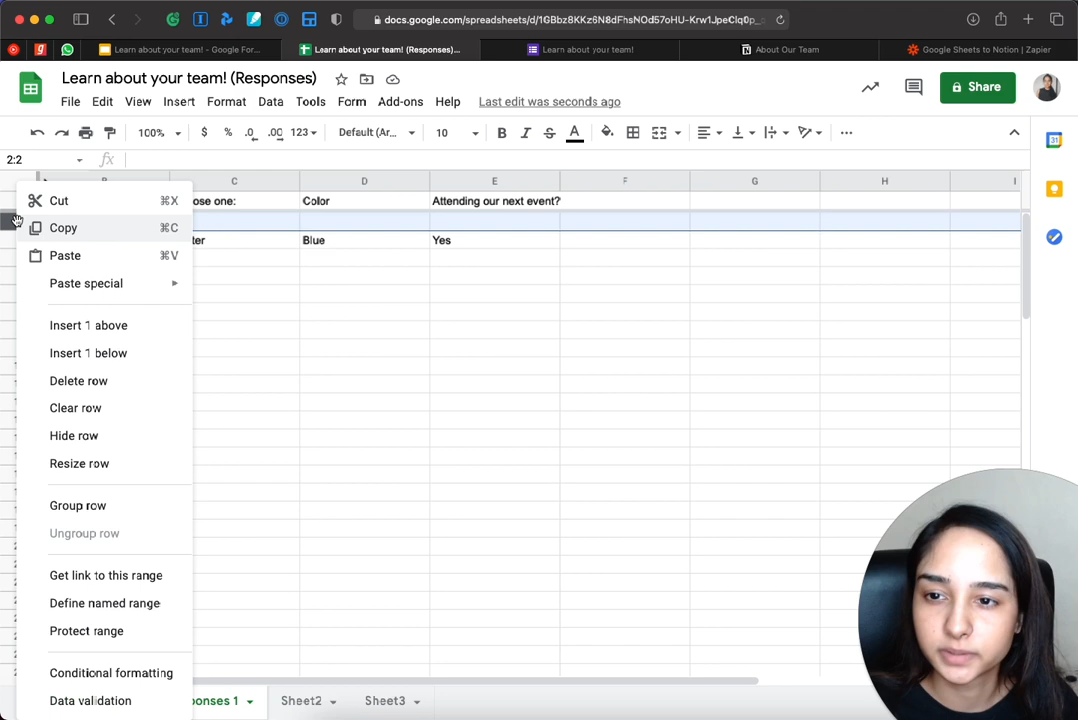 docs.google.com/spreadsheets/d/1GBbz8KKz6N8dFhsNOd57oHU-Krw1JpeClq0p_
Learn about your team! - Google For...
Learn about your team! (Responses)...
Learn about your team!
About Our Team
Google Sheets to Notion | Zapier
Learn about your team! (Responses)
Share
File Edit View Insert Format Data Tools Form Add-ons Help Last edit was seconds ago
100% $ % .0 .00 123 Default (Ar... 10 B I S A
31
2:2 fx
B C D E F G H I
ose one: Color Attending our next event?
ter Blue Yes
Cut ⌘X
Copy ⌘C
Paste ⌘V
Paste special
Insert 1 above
Insert 1 below
Delete row
Clear row
Hide row
Resize row
Group row
Ungroup row
Get link to this range
Define named range
Protect range
Conditional formatting
Data validation
ponses 1 Sheet2 Sheet3